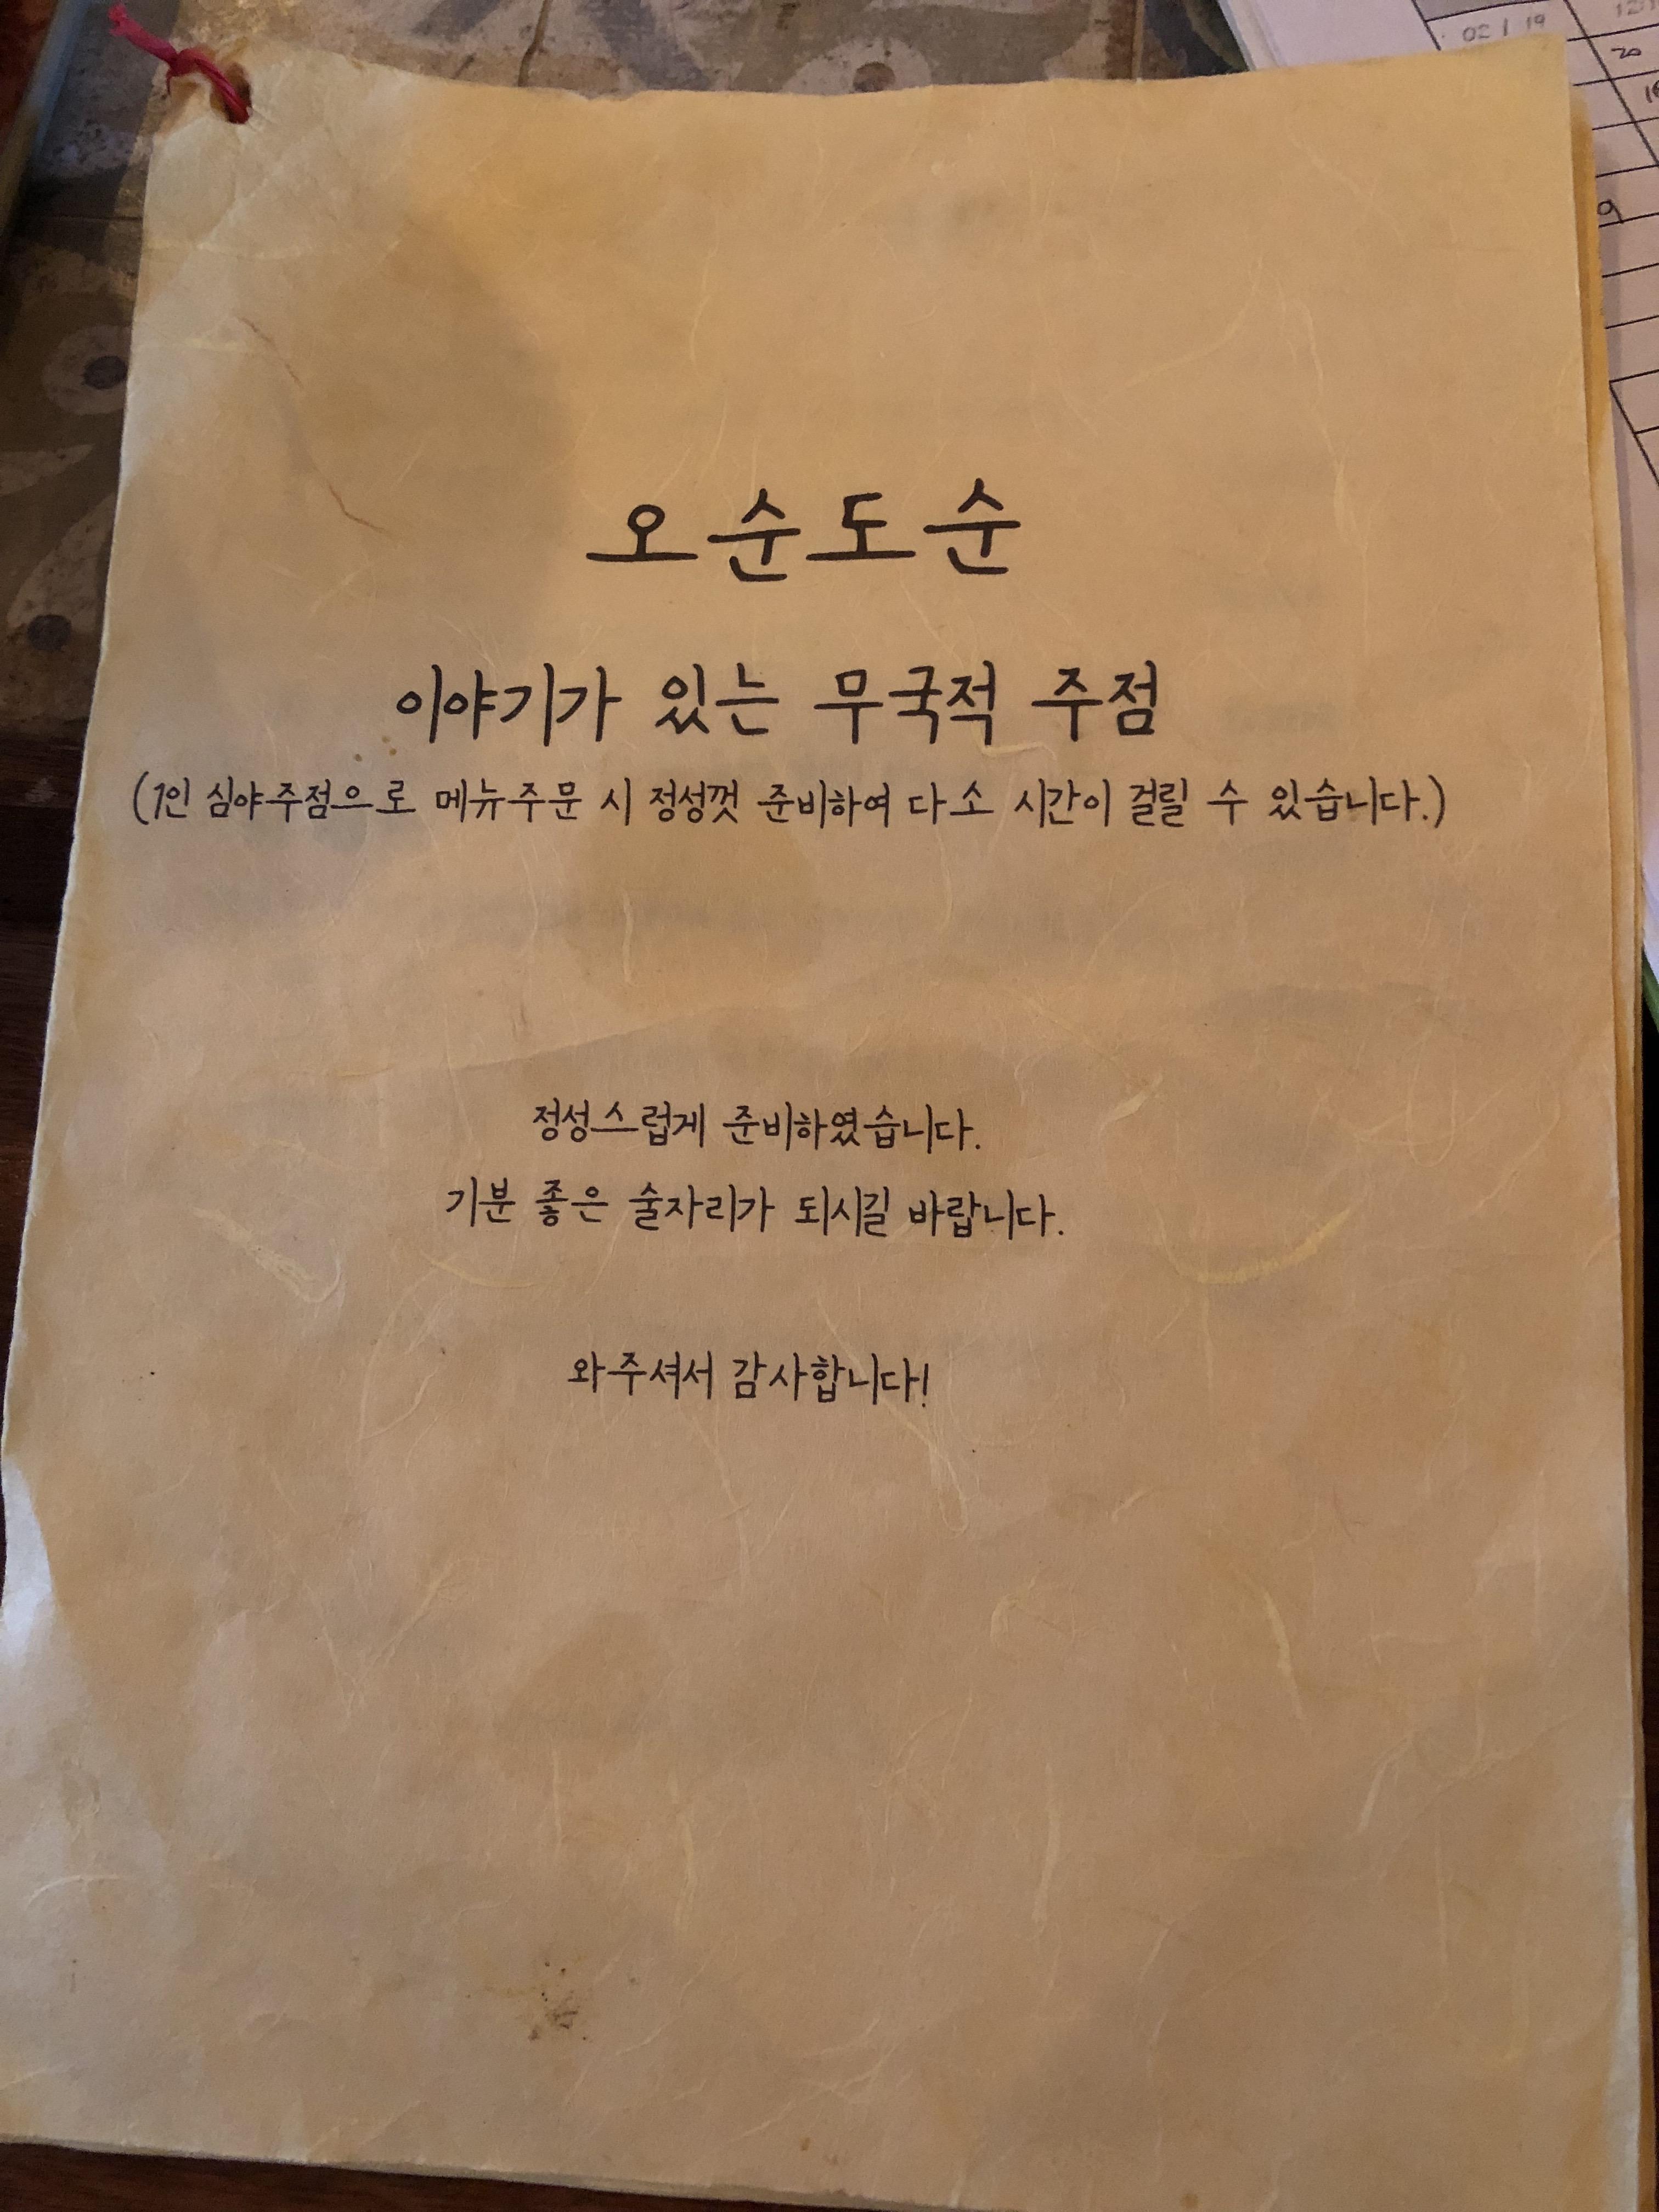 오순도순
이야기가 있는 무국적 주점
(1인 심야주점으로 메뉴주문 시 정성껏 준비하여 다소 시간이 걸릴 수 있습니다.)
정성스럽게 준비하였습니다.
기분 좋은 술자리가 되시길 바랍니다.
와주셔서 감사합니다!
02 | 19
20
9